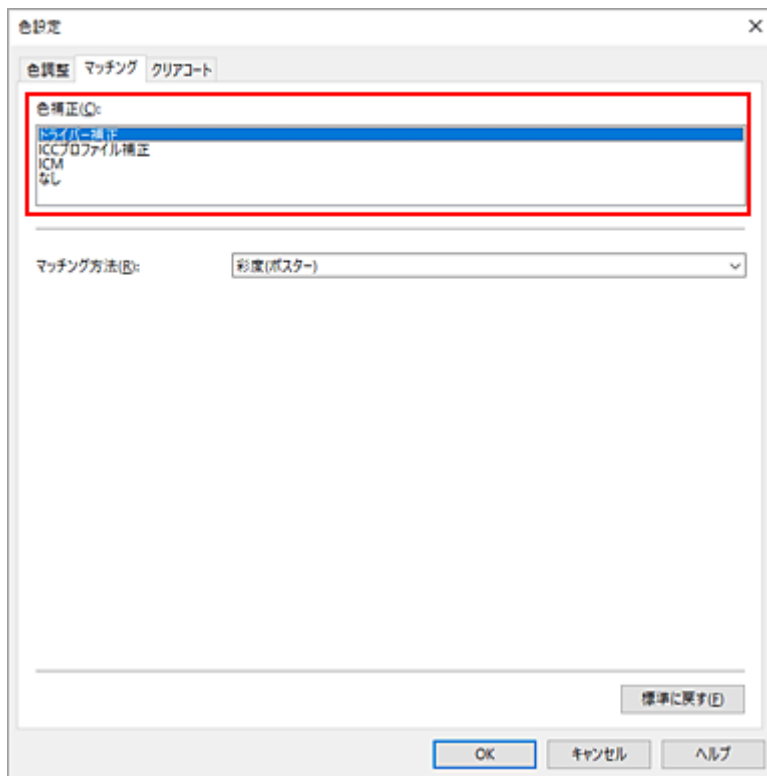 色設定
色調整 マッチング クリアコート
色補正(C):
ドライバー補正
ICCプロファイル補正
ICM
なし
マッチング方法(R): 彩度(ポスター)
標準に戻す(F)
OK キャンセル ヘルプ